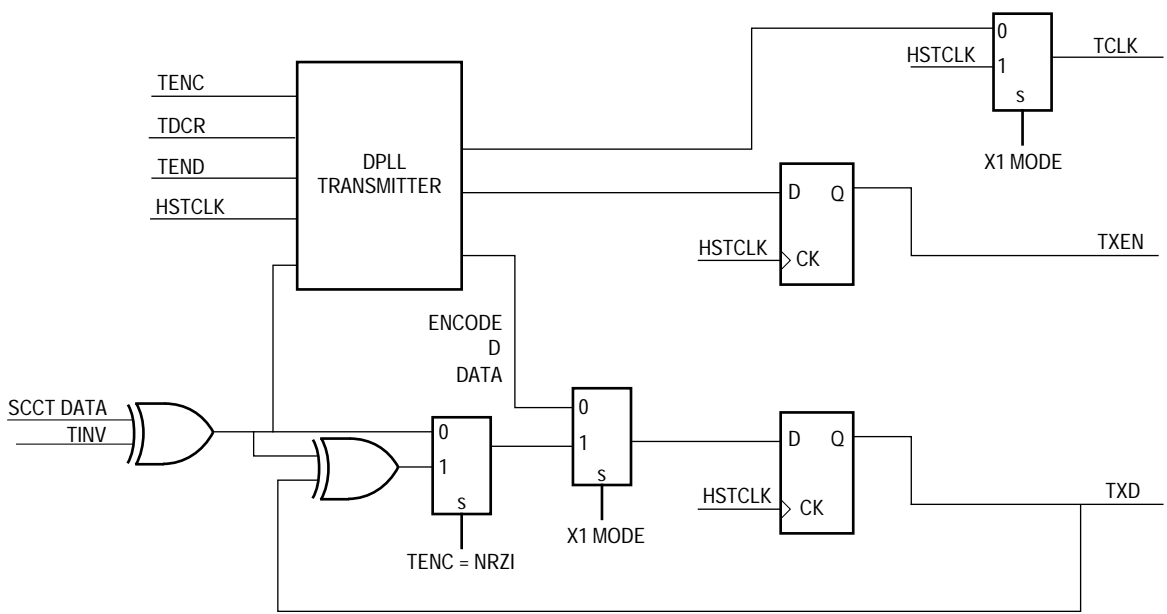 0
HSTCLK
1
TCLK
S
X1 MODE
TENC
TDCR
TEND
HSTCLK
DPLL
TRANSMITTER
D
Q
HSTCLK
CK
TXEN
ENCODE
D
DATA
SCCT DATA
TINV
0
1
S
TENC = NRZI
0
1
S
X1 MODE
D
Q
HSTCLK
CK
TXD